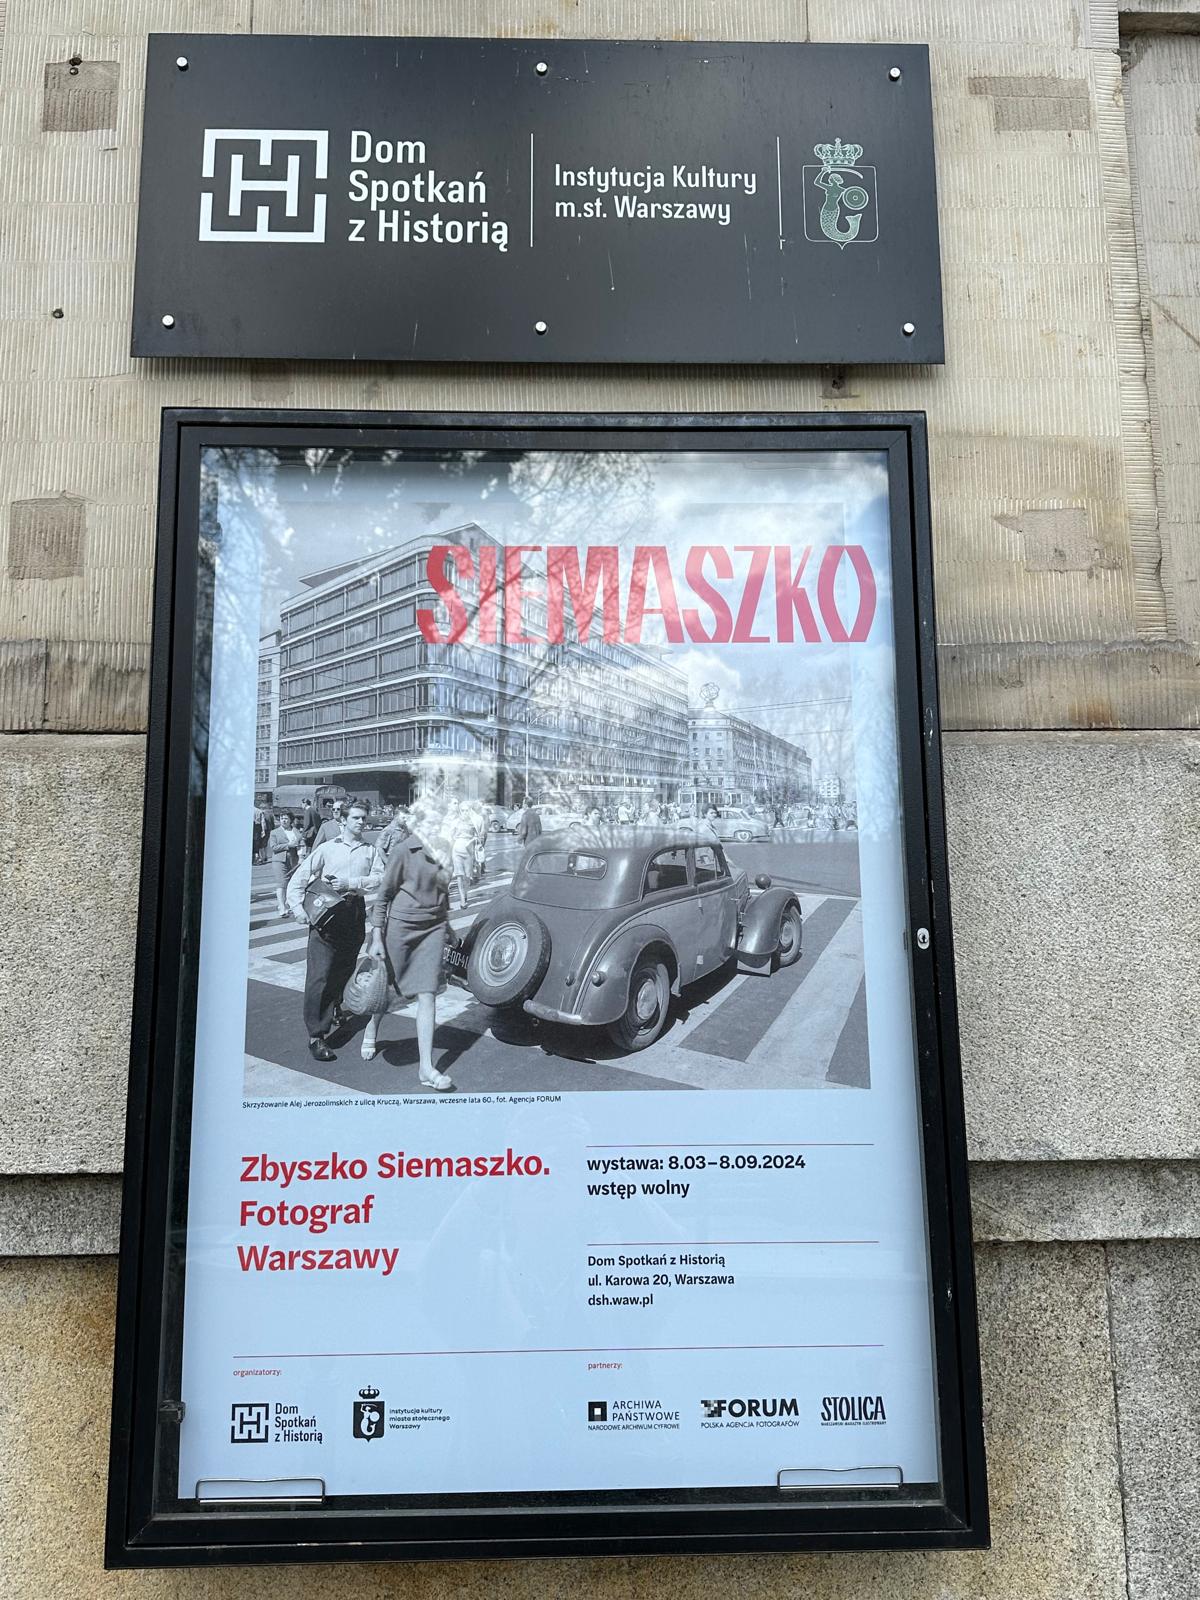 Dom
Spotkań
z Historią
Instytucja Kultury
m.st. Warszawy
SIEMASZKO
Skrzyżowanie Alej Jerozolimskich z ulicą Kruczą, Warszawa, wczesne lata 60., fot. Agencja FORUM
Zbyszko Siemaszko.
Fotograf
Warszawy
wystawa: 8.03–8.09.2024
wstęp wolny
Dom Spotkań z Historią
ul. Karowa 20, Warszawa
dsh.waw.pl
organizatorzy:
Dom
Spotkań
z Historią
instytucja kultury
miasta stołecznego
Warszawy
partnerzy:
ARCHIWA
PAŃSTWOWE
NARODOWE ARCHIWUM CYFROWE
FORUM
POLSKA AGENCJA FOTOGRAFÓW
STOLICA
WARSZAWSKI MAGAZYN ILUSTROWANY